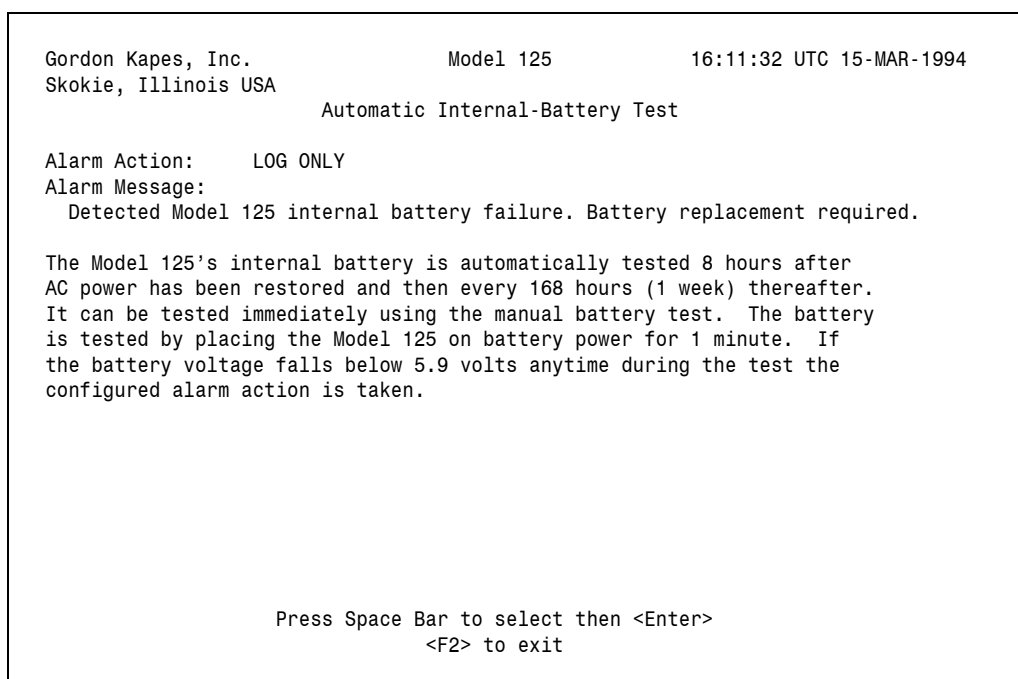 Gordon Kapes, Inc. Model 125 16:11:32 UTC 15-MAR-1994
Skokie, Illinois USA
Automatic Internal-Battery Test
Alarm Action: LOG ONLY
Alarm Message:
Detected Model 125 internal battery failure. Battery replacement required.
The Model 125's internal battery is automatically tested 8 hours after
AC power has been restored and then every 168 hours (1 week) thereafter.
It can be tested immediately using the manual battery test. The battery
is tested by placing the Model 125 on battery power for 1 minute. If
the battery voltage falls below 5.9 volts anytime during the test the
configured alarm action is taken.
Press Space Bar to select then <Enter>
<F2> to exit